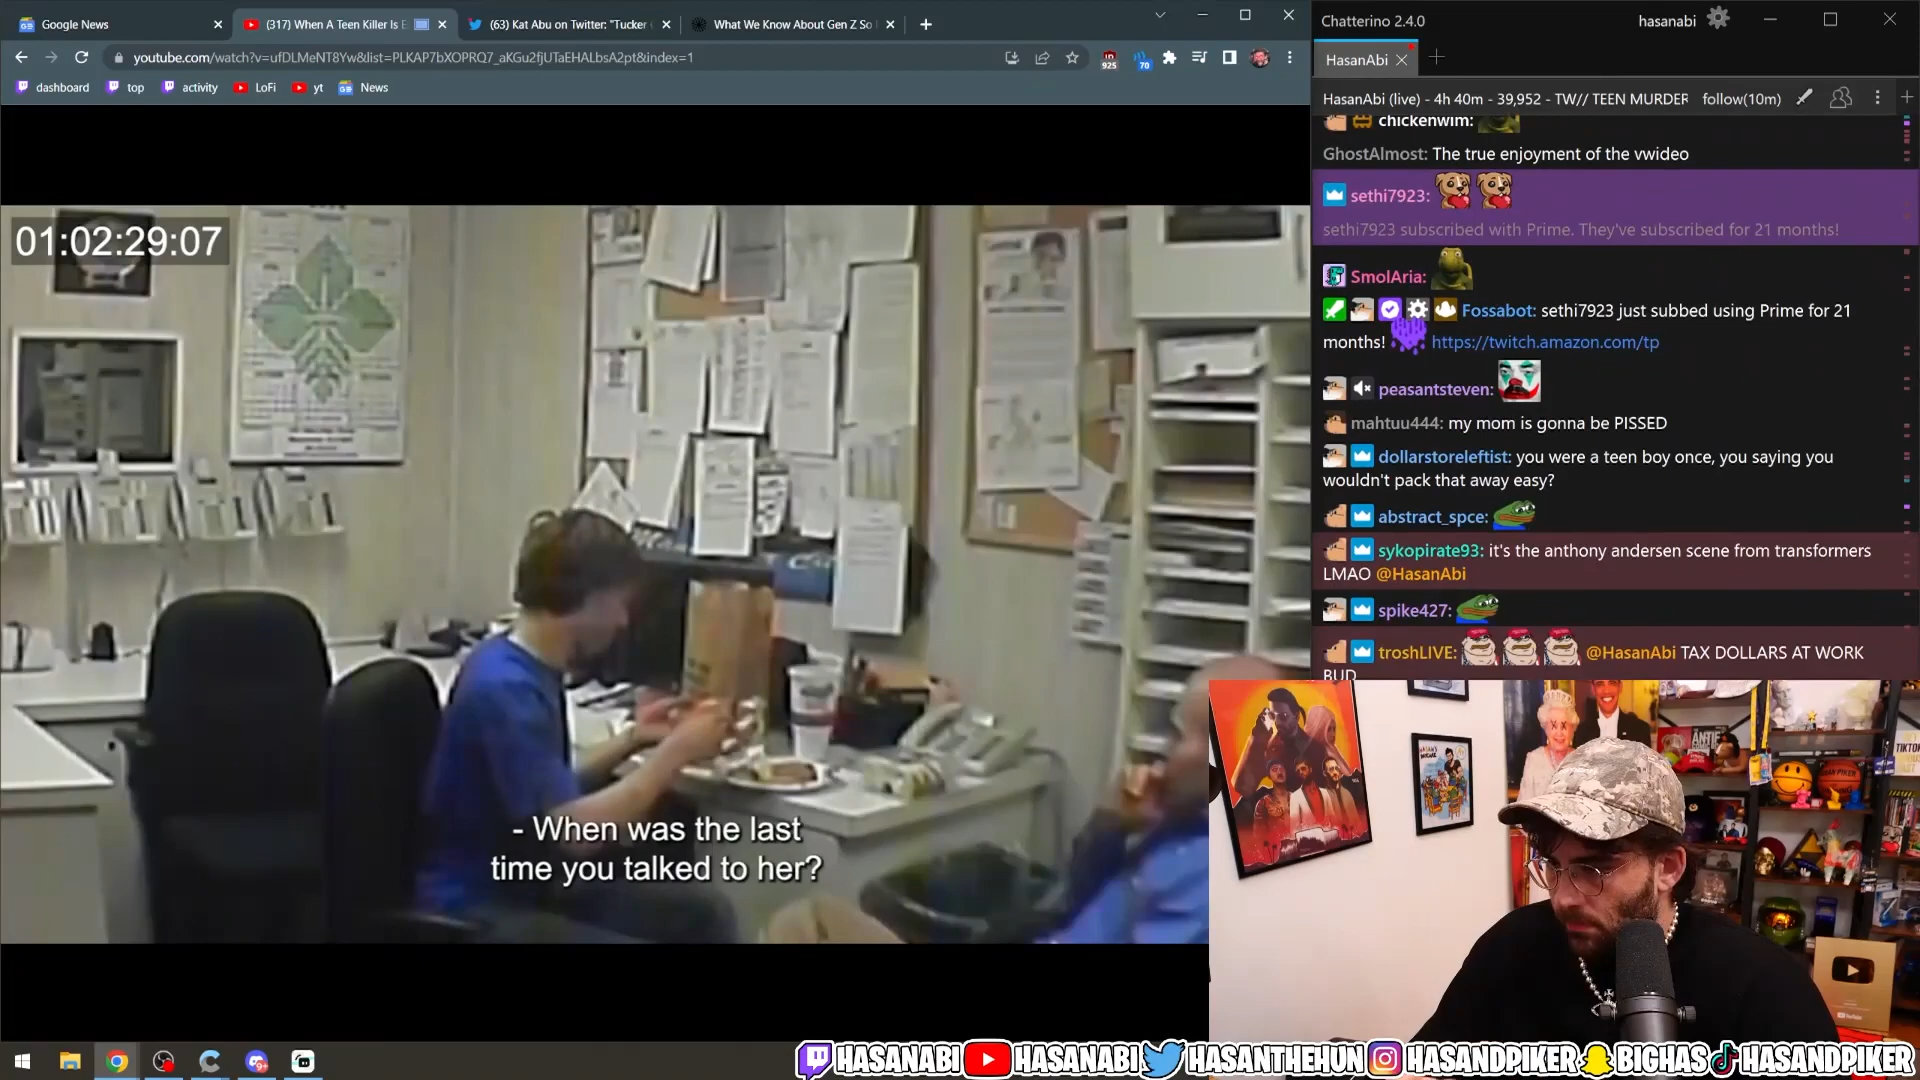 Google News
(317) When A Teen Killer Is E
(63) Kat Abu on Twitter: "Tucker
What We Know About Gen Z So
youtube.com/watch?v=ufDLMeNT8Yw&list=PLKAP7bXOPRQ7_aKGu2fjUTaEHALbsA2pt&index=1
925
70
dashboard
top
activity
LoFi
yt
News
01:02:29:07
- When was the last
time you talked to her?
Chatterino 2.4.0
hasanabi
HasanAbi
HasanAbi (live) - 4h 40m - 39,952 - TW// TEEN MURDER
follow(10m)
chickenwim:
GhostAlmost: The true enjoyment of the vwideo
sethi7923:
sethi7923 subscribed with Prime. They've subscribed for 21 months!
SmolAria:
Fossabot: sethi7923 just subbed using Prime for 21
months! https://twitch.amazon.com/tp
peasantsteven:
mahtuu444: my mom is gonna be PISSED
dollarstoreleftist: you were a teen boy once, you saying you
wouldn't pack that away easy?
abstract_spce:
sykopirate93: it's the anthony andersen scene from transformers
LMAO @HasanAbi
spike427:
troshLIVE: @HasanAbi TAX DOLLARS AT WORK
BUD
HASANABI HASANABI HASANTHEHUN HASANDPIKER BIGHAS HASANDPIKER